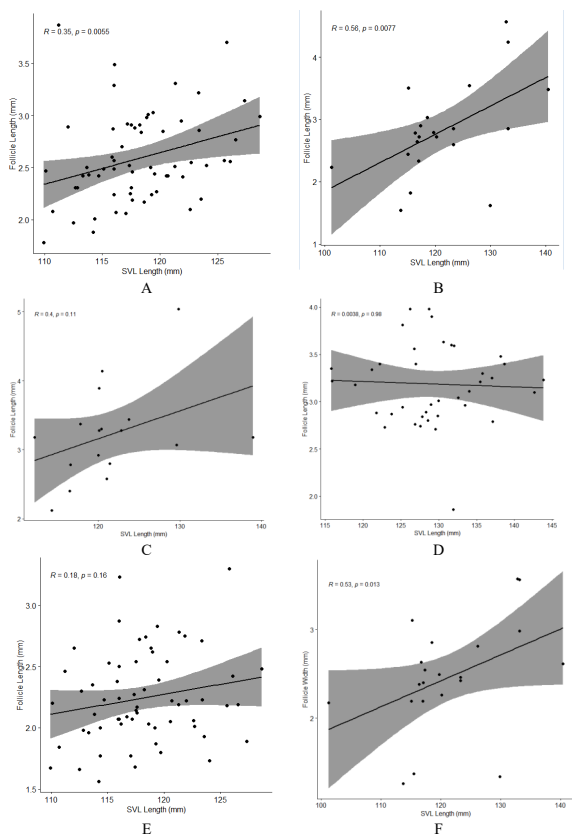 R = 0.35, p = 0.0055
Follicle Length (mm)
3.5
3.0
2.5
2.0
110
115
120
125
SVL Length (mm)
A
R = 0.56, p = 0.0077
Follicle Length (mm)
4
3
2
1
100
110
120
130
140
SVL Length (mm)
B
R = 0.4, p = 0.11
Follicle Length (mm)
5
4
3
2
120
130
140
SVL Length (mm)
C
R = 0.0038, p = 0.98
Follicle Length (mm)
4.0
3.5
3.0
2.5
2.0
115
120
125
130
135
140
145
SVL Length (mm)
D
R = 0.18, p = 0.16
Follicle Length (mm)
3.0
2.5
2.0
1.5
110
115
120
125
SVL Length (mm)
E
R = 0.53, p = 0.013
Follicle Width (mm)
3
2
100
110
120
130
140
SVL Length (mm)
F